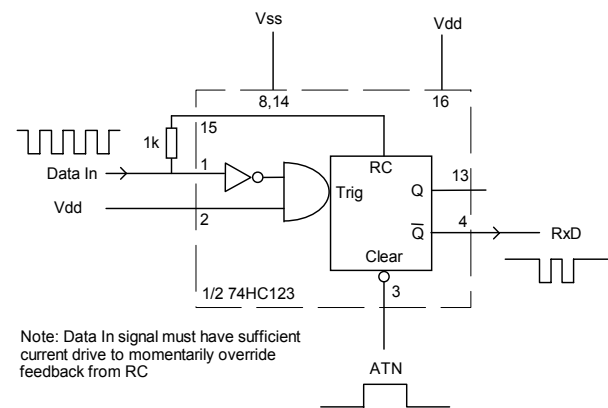 Vss
Vdd
8,14
16
15
1k
RC
1
13
Data In
Trig
Q
Vdd
2
4
Q
RxD
Clear
1/2 74HC123
3
Note: Data In signal must have sufficient
current drive to momentarily override
feedback from RC
ATN